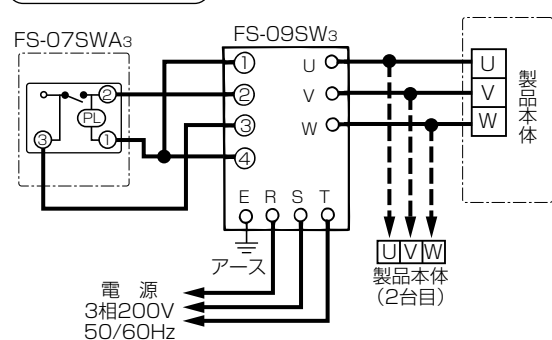 FS-07SWA3
FS-09SW3
②
PL
③
①
①
②
③
④
U
V
W
E R S T
アース
U
V
W
製品本体
U V W
製品本体
（2台目）
電 源
3相200V
50/60Hz